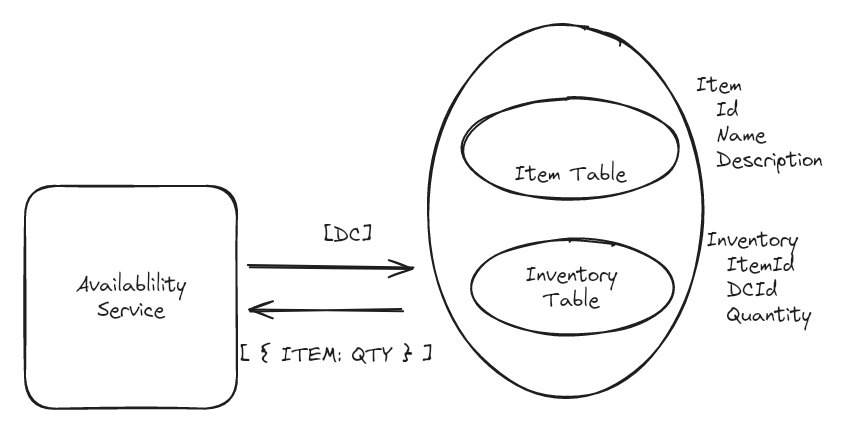 Item
Id
Name
Description
Item Table
[DC]
Inventory
ItemId
DCId
Quantity
Inventory
Table
Availablility
Service
[ { ITEM: QTY } ]